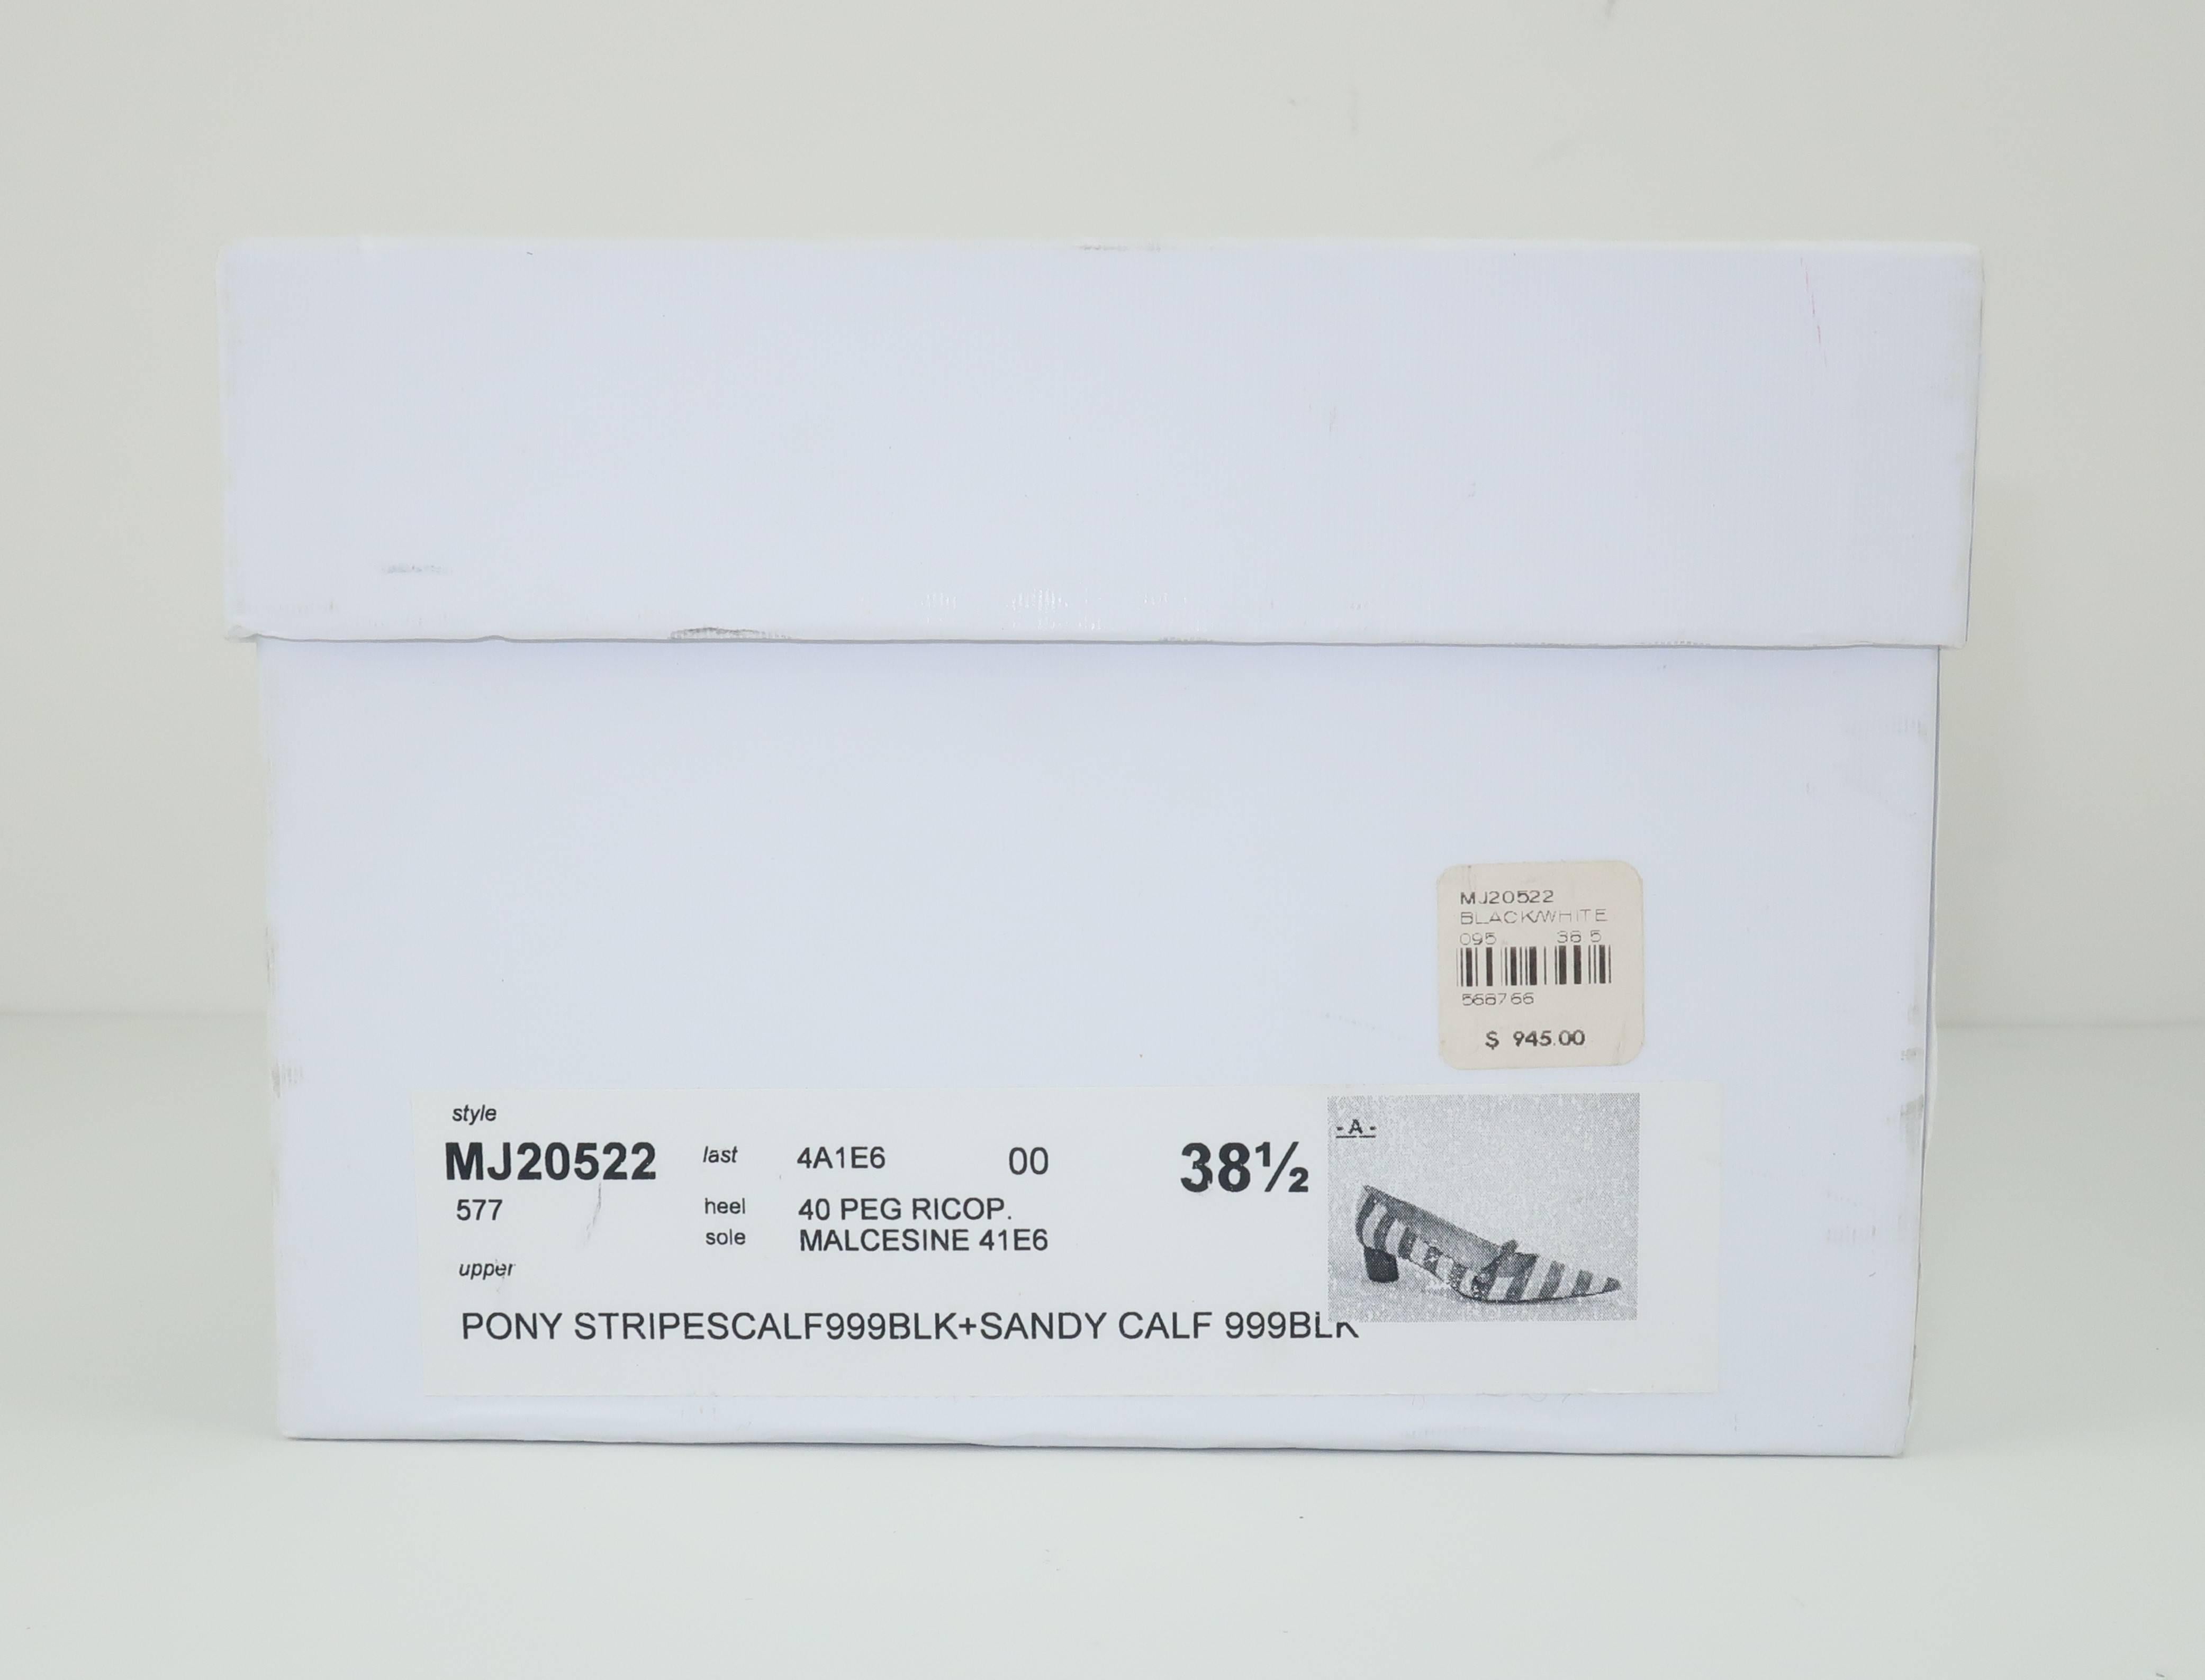 MJ20522
BLACK/WHITE
095 38 5
568766
$ 945.00
style
MJ20522 last 4A1E6 00 38½
577 heel 40 PEG RICOP.
sole MALCESINE 41E6
upper
PONY STRIPESCALF999BLK+SANDY CALF 999BLK
-A-